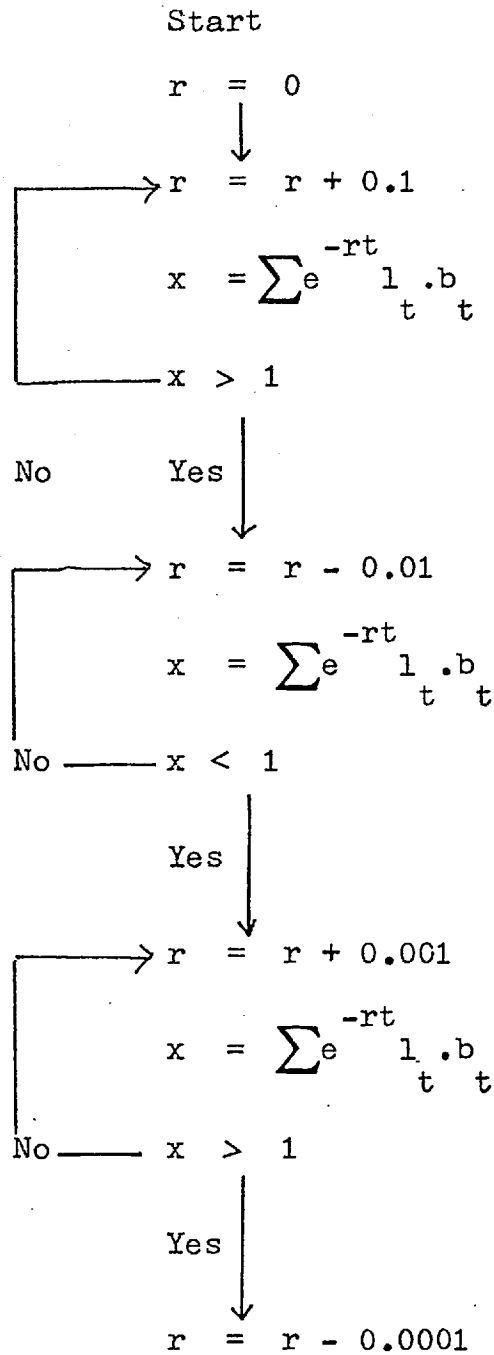 Start
r = 0
r = r + 0.1
x = ∑e^-rt l_t .b_t
x > 1
No Yes
r = r - 0.01
x = ∑e^-rt l_t .b_t
No x < 1
Yes
r = r + 0.001
x = ∑e^-rt l_t .b_t
No x > 1
Yes
r = r - 0.0001